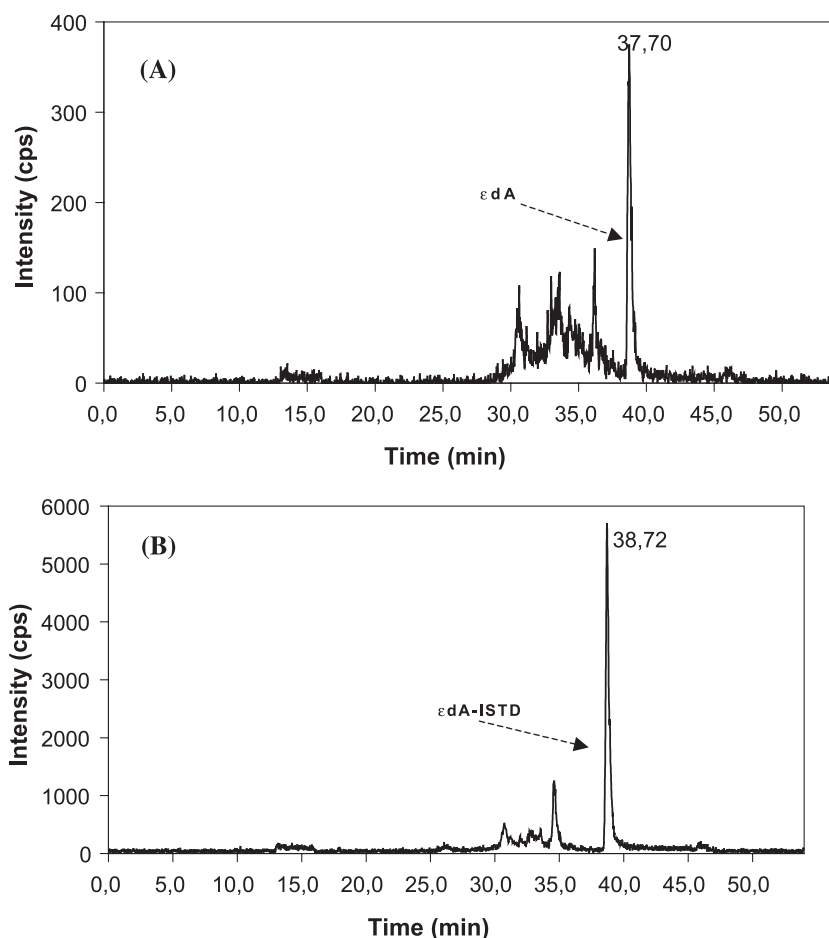 (A)
37,70
εdA
Intensity (cps)
400
300
200
100
0
0,0 5,0 10,0 15,0 20,0 25,0 30,0 35,0 40,0 45,0 50,0
Time (min)
(B)
38,72
εdA-ISTD
Intensity (cps)
6000
5000
4000
3000
2000
1000
0
0,0 5,0 10,0 15,0 20,0 25,0 30,0 35,0 40,0 45,0 50,0
Time (min)